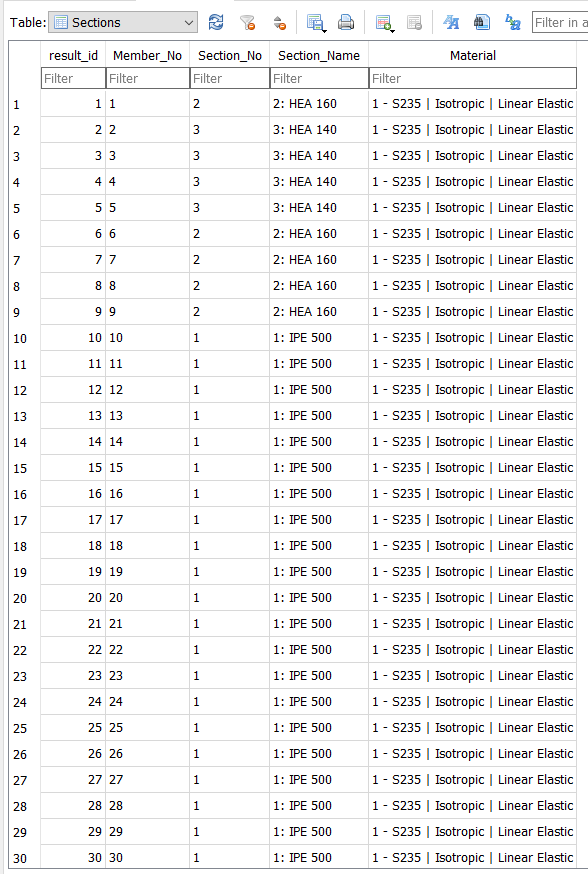 Table: Sections Filter in a
result_id Member_No Section_No Section_Name Material
Filter Filter Filter Filter Filter
1 1 1 2 2: HEA 160 1 - S235 | Isotropic | Linear Elastic
2 2 2 3 3: HEA 140 1 - S235 | Isotropic | Linear Elastic
3 3 3 3 3: HEA 140 1 - S235 | Isotropic | Linear Elastic
4 4 4 3 3: HEA 140 1 - S235 | Isotropic | Linear Elastic
5 5 5 3 3: HEA 140 1 - S235 | Isotropic | Linear Elastic
6 6 6 2 2: HEA 160 1 - S235 | Isotropic | Linear Elastic
7 7 7 2 2: HEA 160 1 - S235 | Isotropic | Linear Elastic
8 8 8 2 2: HEA 160 1 - S235 | Isotropic | Linear Elastic
9 9 9 2 2: HEA 160 1 - S235 | Isotropic | Linear Elastic
10 10 10 1 1: IPE 500 1 - S235 | Isotropic | Linear Elastic
11 11 11 1 1: IPE 500 1 - S235 | Isotropic | Linear Elastic
12 12 12 1 1: IPE 500 1 - S235 | Isotropic | Linear Elastic
13 13 13 1 1: IPE 500 1 - S235 | Isotropic | Linear Elastic
14 14 14 1 1: IPE 500 1 - S235 | Isotropic | Linear Elastic
15 15 15 1 1: IPE 500 1 - S235 | Isotropic | Linear Elastic
16 16 16 1 1: IPE 500 1 - S235 | Isotropic | Linear Elastic
17 17 17 1 1: IPE 500 1 - S235 | Isotropic | Linear Elastic
18 18 18 1 1: IPE 500 1 - S235 | Isotropic | Linear Elastic
19 19 19 1 1: IPE 500 1 - S235 | Isotropic | Linear Elastic
20 20 20 1 1: IPE 500 1 - S235 | Isotropic | Linear Elastic
21 21 21 1 1: IPE 500 1 - S235 | Isotropic | Linear Elastic
22 22 22 1 1: IPE 500 1 - S235 | Isotropic | Linear Elastic
23 23 23 1 1: IPE 500 1 - S235 | Isotropic | Linear Elastic
24 24 24 1 1: IPE 500 1 - S235 | Isotropic | Linear Elastic
25 25 25 1 1: IPE 500 1 - S235 | Isotropic | Linear Elastic
26 26 26 1 1: IPE 500 1 - S235 | Isotropic | Linear Elastic
27 27 27 1 1: IPE 500 1 - S235 | Isotropic | Linear Elastic
28 28 28 1 1: IPE 500 1 - S235 | Isotropic | Linear Elastic
29 29 29 1 1: IPE 500 1 - S235 | Isotropic | Linear Elastic
30 30 30 1 1: IPE 500 1 - S235 | Isotropic | Linear Elastic